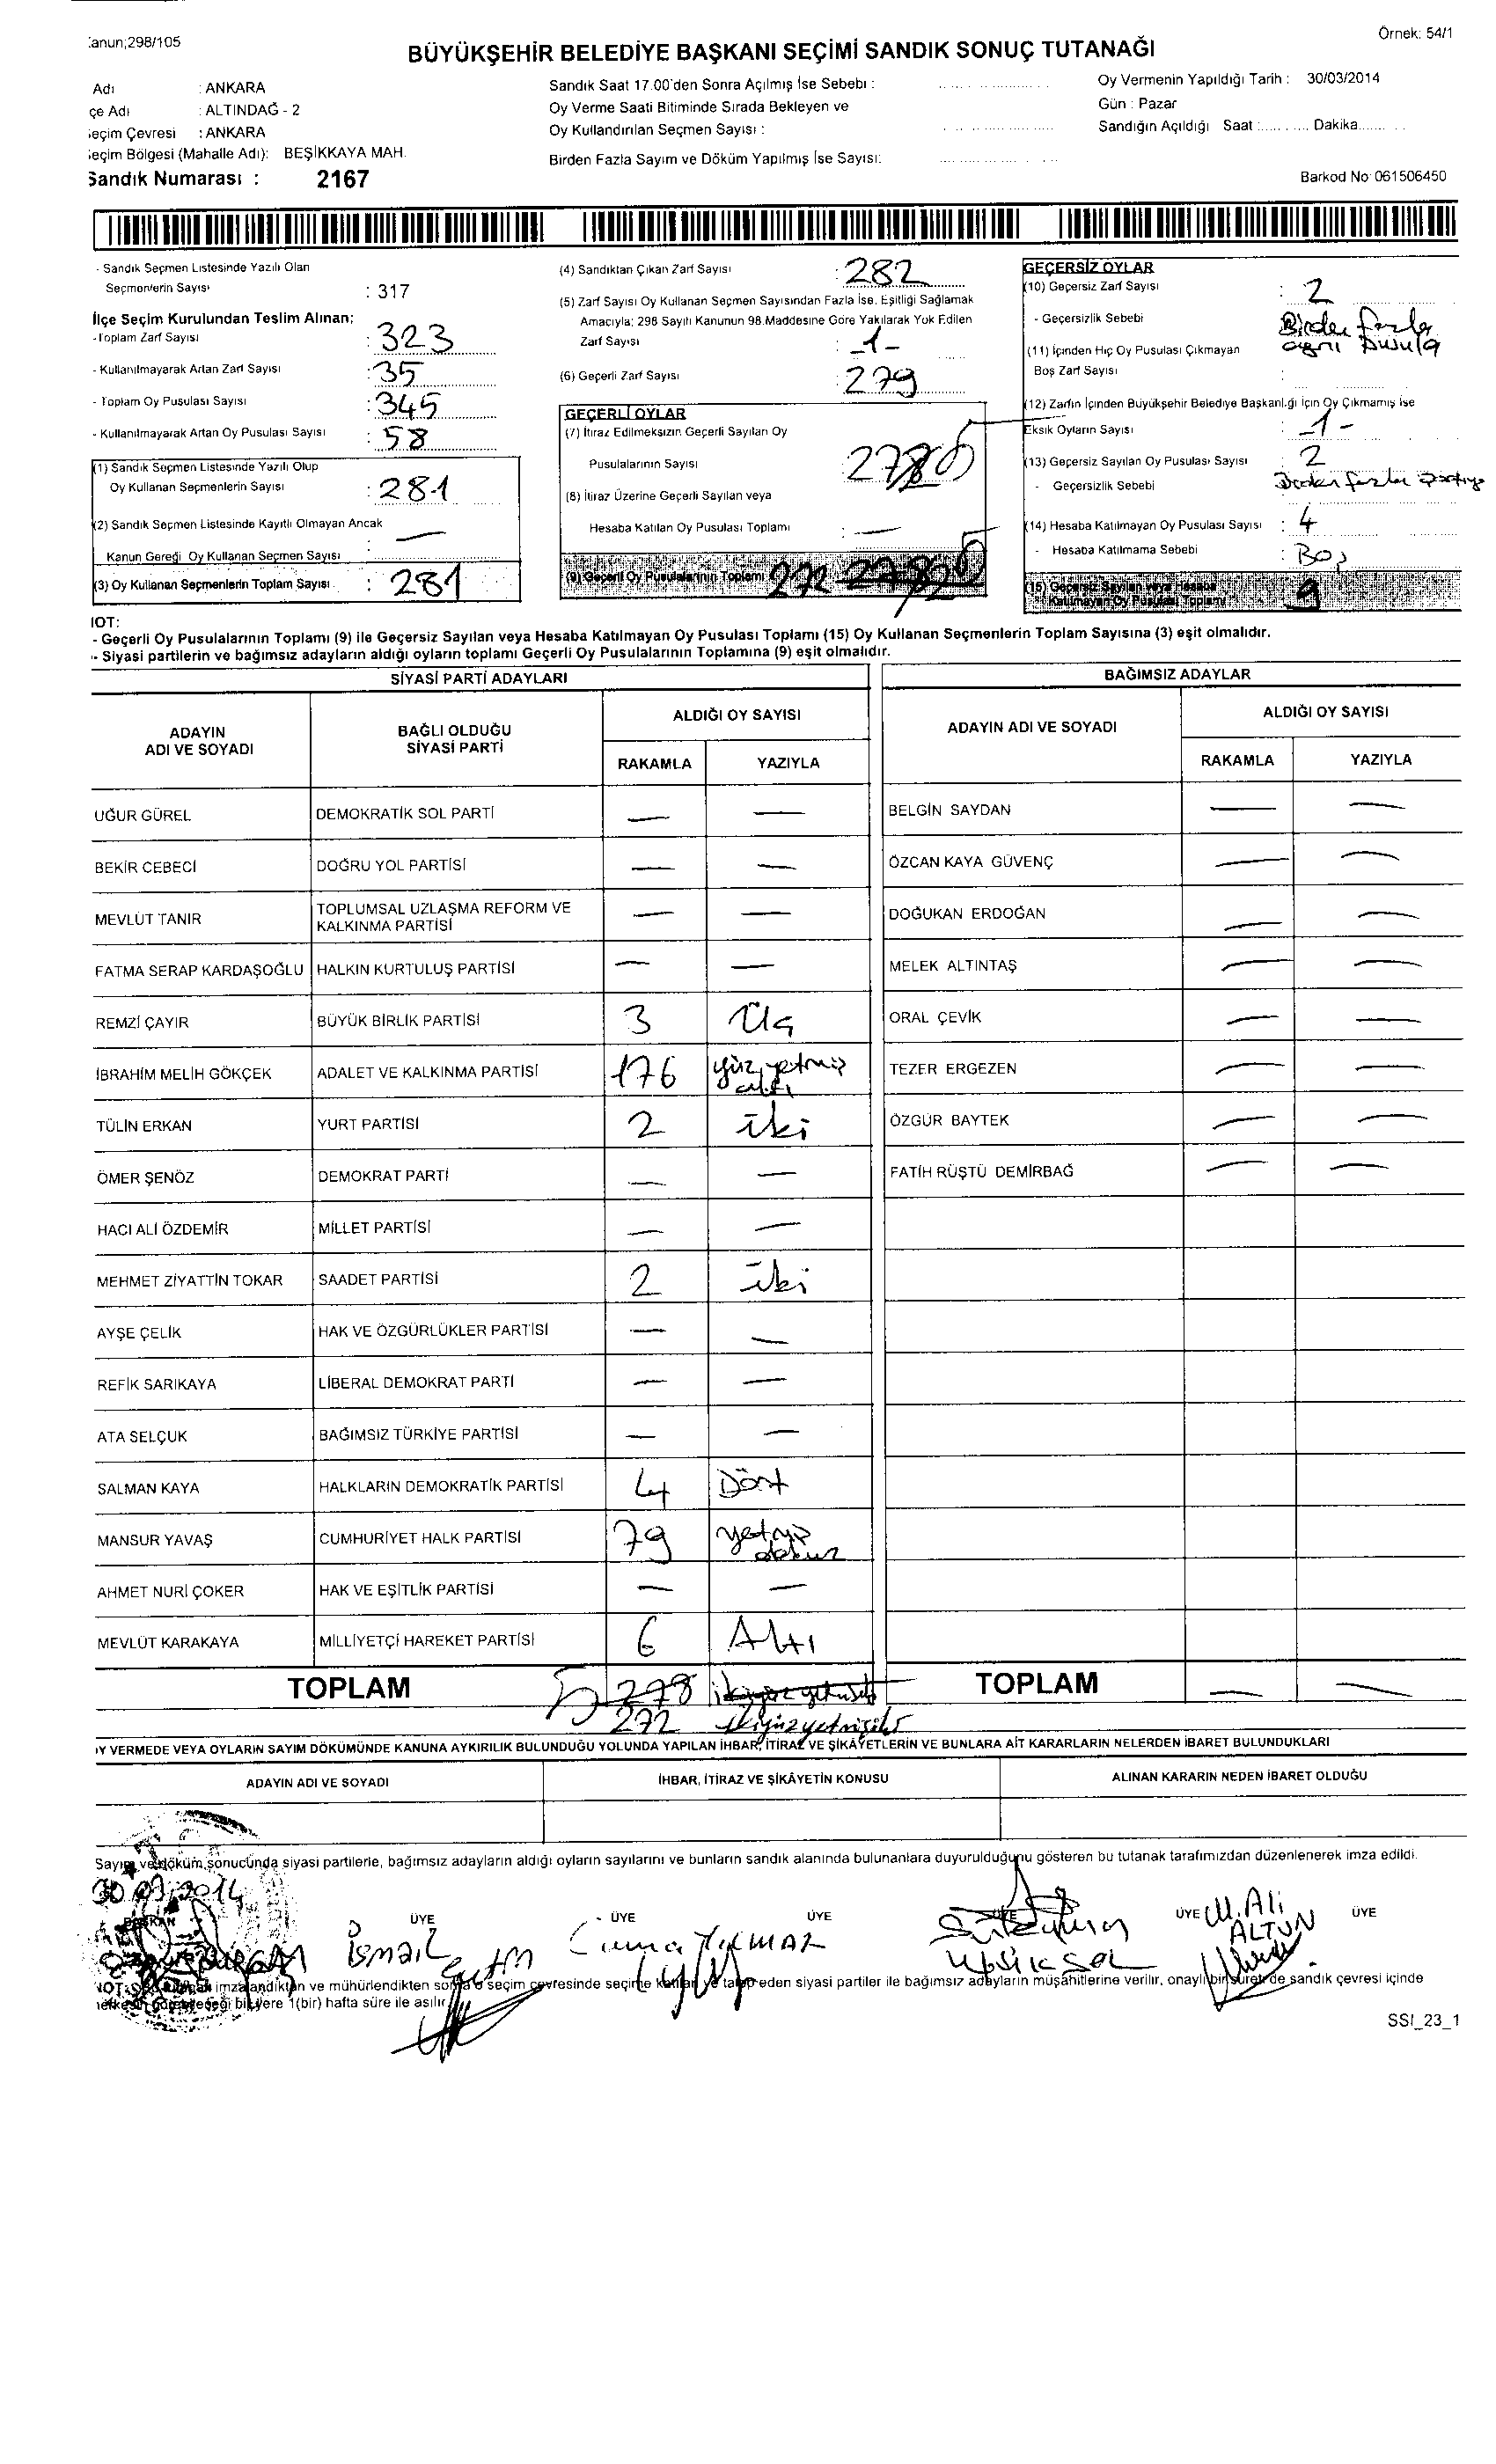 Kanun;298/105
Örnek: 54/1
BÜYÜKŞEHİR BELEDİYE BAŞKANI SEÇİMİ SANDIK SONUÇ TUTANAĞI
Adı : ANKARA
çe Adı : ALTINDAĞ - 2
eçim Çevresi : ANKARA
eçim Bölgesi (Mahalle Adı): BEŞİKKAYA MAH.
Sandık Numarası : 2167
Sandık Saat 17.00'den Sonra Açılmış İse Sebebi :
Oy Verme Saati Bitiminde Sırada Bekleyen ve
Oy Kullandırılan Seçmen Sayısı :
Birden Fazla Sayım ve Döküm Yapılmış İse Sayısı:
Oy Vermenin Yapıldığı Tarih : 30/03/2014
Gün : Pazar
Sandığın Açıldığı Saat :.......... Dakika.........
Barkod No: 061506450
- Sandık Seçmen Listesinde Yazılı Olan
Seçmenlerin Sayısı : 317
İlçe Seçim Kurulundan Teslim Alınan;
-Toplam Zarf Sayısı : 323
- Kullanılmayarak Artan Zarf Sayısı : 35
- Toplam Oy Pusulası Sayısı : 345
- Kullanılmayarak Artan Oy Pusulası Sayısı : 58
(1) Sandık Seçmen Listesinde Yazılı Olup
Oy Kullanan Seçmenlerin Sayısı : 281
(2) Sandık Seçmen Listesinde Kayıtlı Olmayan Ancak
Kanun Gereği Oy Kullanan Seçmen Sayısı : —
(3) Oy Kullanan Seçmenlerin Toplam Sayısı : 281
(4) Sandıktan Çıkan Zarf Sayısı : 282
(5) Zarf Sayısı Oy Kullanan Seçmen Sayısından Fazla İse, Eşitliği Sağlamak
Amacıyla; 298 Sayılı Kanunun 98.Maddesine Göre Yakılarak Yok Edilen
Zarf Sayısı : -1-
(6) Geçerli Zarf Sayısı : 279
GEÇERLİ OYLAR
(7) İtiraz Edilmeksizin Geçerli Sayılan Oy
Pusulalarının Sayısı
(8) İtiraz Üzerine Geçerli Sayılan veya
Hesaba Katılan Oy Pusulası Toplamı : —
(9) Geçerli Oy Pusulalarının Toplamı 272
GEÇERSİZ OYLAR
(10) Geçersiz Zarf Sayısı : 2
- Geçersizlik Sebebi : Birden fazla
aynı pusula
(11) İçinden Hiç Oy Pusulası Çıkmayan
Boş Zarf Sayısı :
(12) Zarfın İçinden Büyükşehir Belediye Başkanlığı İçin Oy Çıkmamış ise
Eksik Oyların Sayısı : -1-
(13) Geçersiz Sayılan Oy Pusulası Sayısı : 2
- Geçersizlik Sebebi Birden fazla
(14) Hesaba Katılmayan Oy Pusulası Sayısı : 4
- Hesaba Katılmama Sebebi : Boş
(15) Geçersiz Sayılan veya Hesaba
Katılmayan Oy Pusulası Toplamı 9
NOT:
- Geçerli Oy Pusulalarının Toplamı (9) ile Geçersiz Sayılan veya Hesaba Katılmayan Oy Pusulası Toplamı (15) Oy Kullanan Seçmenlerin Toplam Sayısına (3) eşit olmalıdır.
- Siyasi partilerin ve bağımsız adayların aldığı oyların toplamı Geçerli Oy Pusulalarının Toplamına (9) eşit olmalıdır.
SİYASİ PARTİ ADAYLARI
BAĞIMSIZ ADAYLAR
ADAYIN ADI VE SOYADI
BAĞLI OLDUĞU SİYASİ PARTİ
ALDIĞI OY SAYISI
ADAYIN ADI VE SOYADI
ALDIĞI OY SAYISI
RAKAMLA YAZIYLA RAKAMLA YAZIYLA
UĞUR GÜREL DEMOKRATİK SOL PARTİ — — BELGİN SAYDAN — —
BEKİR CEBECİ DOĞRU YOL PARTİSİ — — ÖZCAN KAYA GÜVENÇ — —
MEVLÜT TANIR TOPLUMSAL UZLAŞMA REFORM VE KALKINMA PARTİSİ — — DOĞUKAN ERDOĞAN — —
FATMA SERAP KARDAŞOĞLU HALKIN KURTULUŞ PARTİSİ — — MELEK ALTINTAŞ — —
REMZİ ÇAYIR BÜYÜK BİRLİK PARTİSİ 3 Üç ORAL ÇEVİK — —
İBRAHİM MELİH GÖKÇEK ADALET VE KALKINMA PARTİSİ 176 yüz yetmiş altı TEZER ERGEZEN — —
TÜLİN ERKAN YURT PARTİSİ 2 iki ÖZGÜR BAYTEK — —
ÖMER ŞENÖZ DEMOKRAT PARTİ — — FATİH RÜŞTÜ DEMİRBAĞ — —
HACI ALİ ÖZDEMİR MİLLET PARTİSİ — —
MEHMET ZİYATTİN TOKAR SAADET PARTİSİ 2 iki
AYŞE ÇELİK HAK VE ÖZGÜRLÜKLER PARTİSİ — —
REFİK SARIKAYA LİBERAL DEMOKRAT PARTİ — —
ATA SELÇUK BAĞIMSIZ TÜRKİYE PARTİSİ — —
SALMAN KAYA HALKLARIN DEMOKRATİK PARTİSİ 4 Dört
MANSUR YAVAŞ CUMHURİYET HALK PARTİSİ 79 yetmiş dokuz
AHMET NURİ ÇOKER HAK VE EŞİTLİK PARTİSİ — —
MEVLÜT KARAKAYA MİLLİYETÇİ HAREKET PARTİSİ 6 Altı
TOPLAM 278 TOPLAM — —
272 ikiyüzyetmişiki
OY VERMEDE VEYA OYLARIN SAYIM DÖKÜMÜNDE KANUNA AYKIRILIK BULUNDUĞU YOLUNDA YAPILAN İHBAR, İTİRAZ VE ŞİKÂYETLERİN VE BUNLARA AİT KARARLARIN NELERDEN İBARET BULUNDUKLARI
ADAYIN ADI VE SOYADI İHBAR, İTİRAZ VE ŞİKÂYETİN KONUSU ALINAN KARARIN NEDEN İBARET OLDUĞU
Sayım ve döküm sonucunda siyasi partilerle, bağımsız adayların aldığı oyların sayılarını ve bunların sandık alanında bulunanlara duyurulduğunu gösteren bu tutanak tarafımızdan düzenlenerek imza edildi.
30.03.2014
BAŞKAN ÜYE ÜYE ÜYE ÜYE ÜYE
İsmail Cuma YILMAZ M. Ali ALTUN
imzalandıktan ve mühürlendikten sonra o seçim çevresinde seçime katılan ve talep eden siyasi partiler ile bağımsız adayların müşahitlerine verilir, onaylı bir suret de sandık çevresi içinde
herkesin görebileceği bir yere 1(bir) hafta süre ile asılır
SSI_23_1